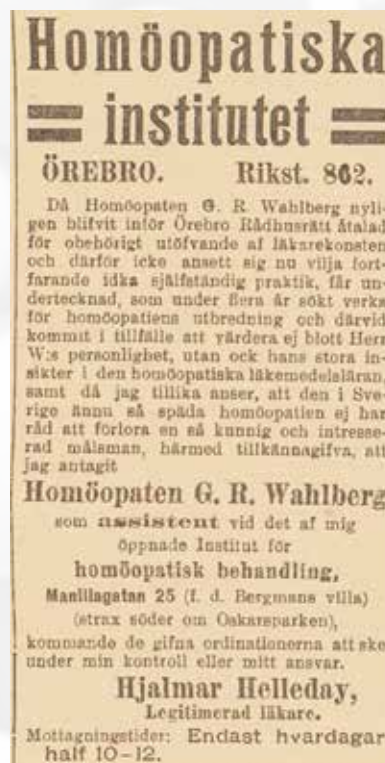 Homöopatiska
institutet
ÖREBRO. Rikst. 862.
Då Homöopaten G. R. Wahlberg nyli-
gen blifvit inför Örebro Rådhusrätt åtalad
för obehörigt utöfvande af läkarekonsten
och därför icke ansett sig nu vilja fort-
farande idka själfständig praktik, får un-
dertecknad, som under flera år sökt verka
för homöopatiens utbredning och därvid
kommit i tillfälle att värdera ej blott Herr
W:s personlighet, utan ock hans stora in-
sikter i den homöopatiska läkemedelsläran,
samt då jag tillika anser, att den i Sve-
rige ännu så späda homöopatien ej har
råd att förlora en så kunnig och intresse-
rad målsman, härmed tillkännagifva, att
jag antagit
Homöopaten G. R. Wahlberg
som assistent vid det af mig
öppnade Institut för
homöopatisk behandling,
Manillagatan 25 (f. d. Bergmans villa)
(strax söder om Oskarsparken),
kommande de gifna ordinationerna att ske
under min kontroll eller mitt ansvar.
Hjalmar Helleday,
Legitimerad läkare.
Mottagningstider: Endast hvardagar
half 10-12.